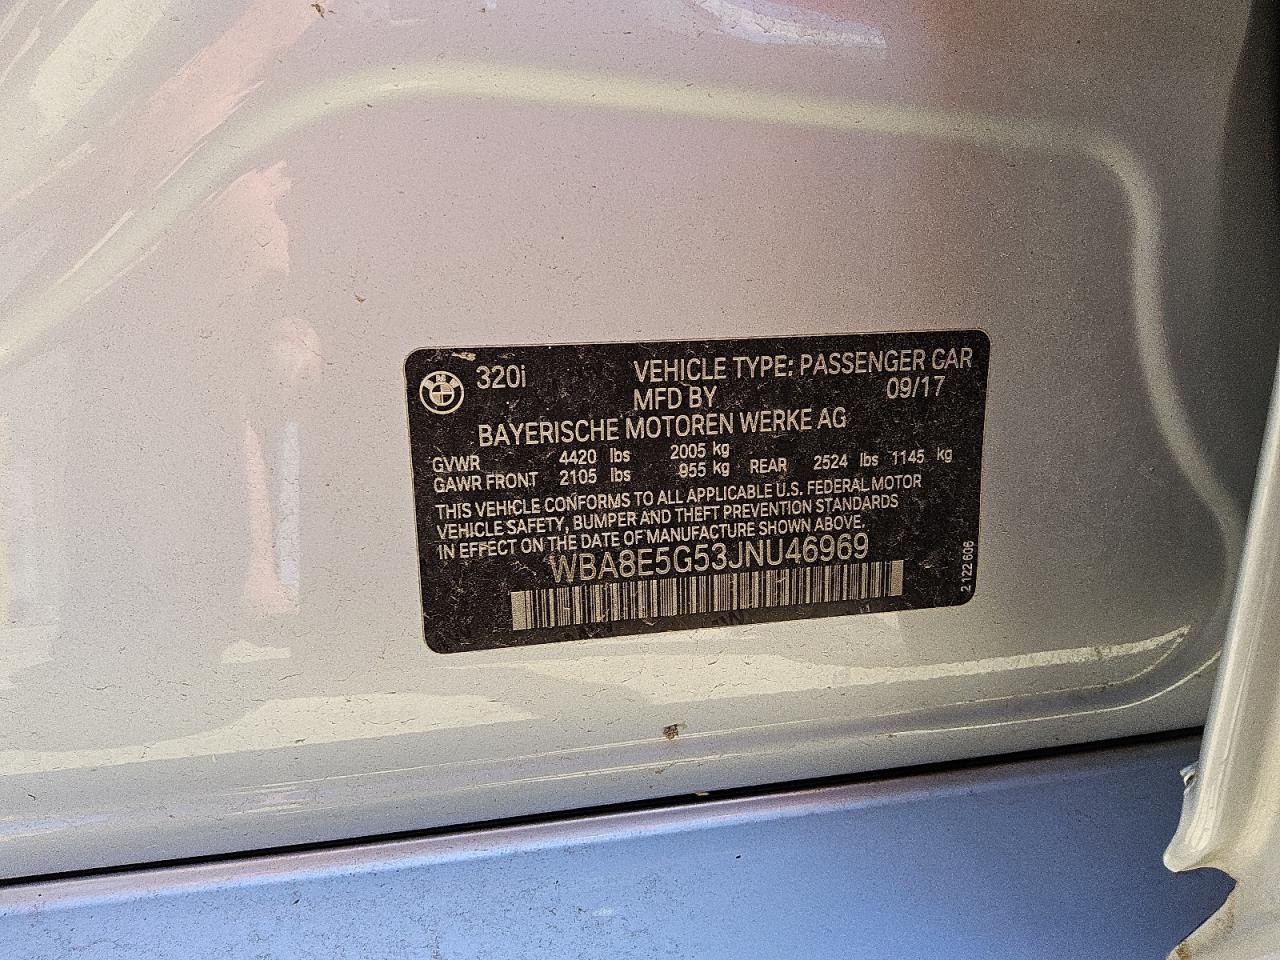 320i VEHICLE TYPE: PASSENGER CAR
MFD BY 09/17
BAYERISCHE MOTOREN WERKE AG
GVWR 4420 lbs 2005 kg
GAWR FRONT 2105 lbs 955 kg REAR 2524 lbs 1145 kg
THIS VEHICLE CONFORMS TO ALL APPLICABLE U.S. FEDERAL MOTOR
VEHICLE SAFETY, BUMPER AND THEFT PREVENTION STANDARDS
IN EFFECT ON THE DATE OF MANUFACTURE SHOWN ABOVE.
WBA8E5G53JNU46969
2 122 606